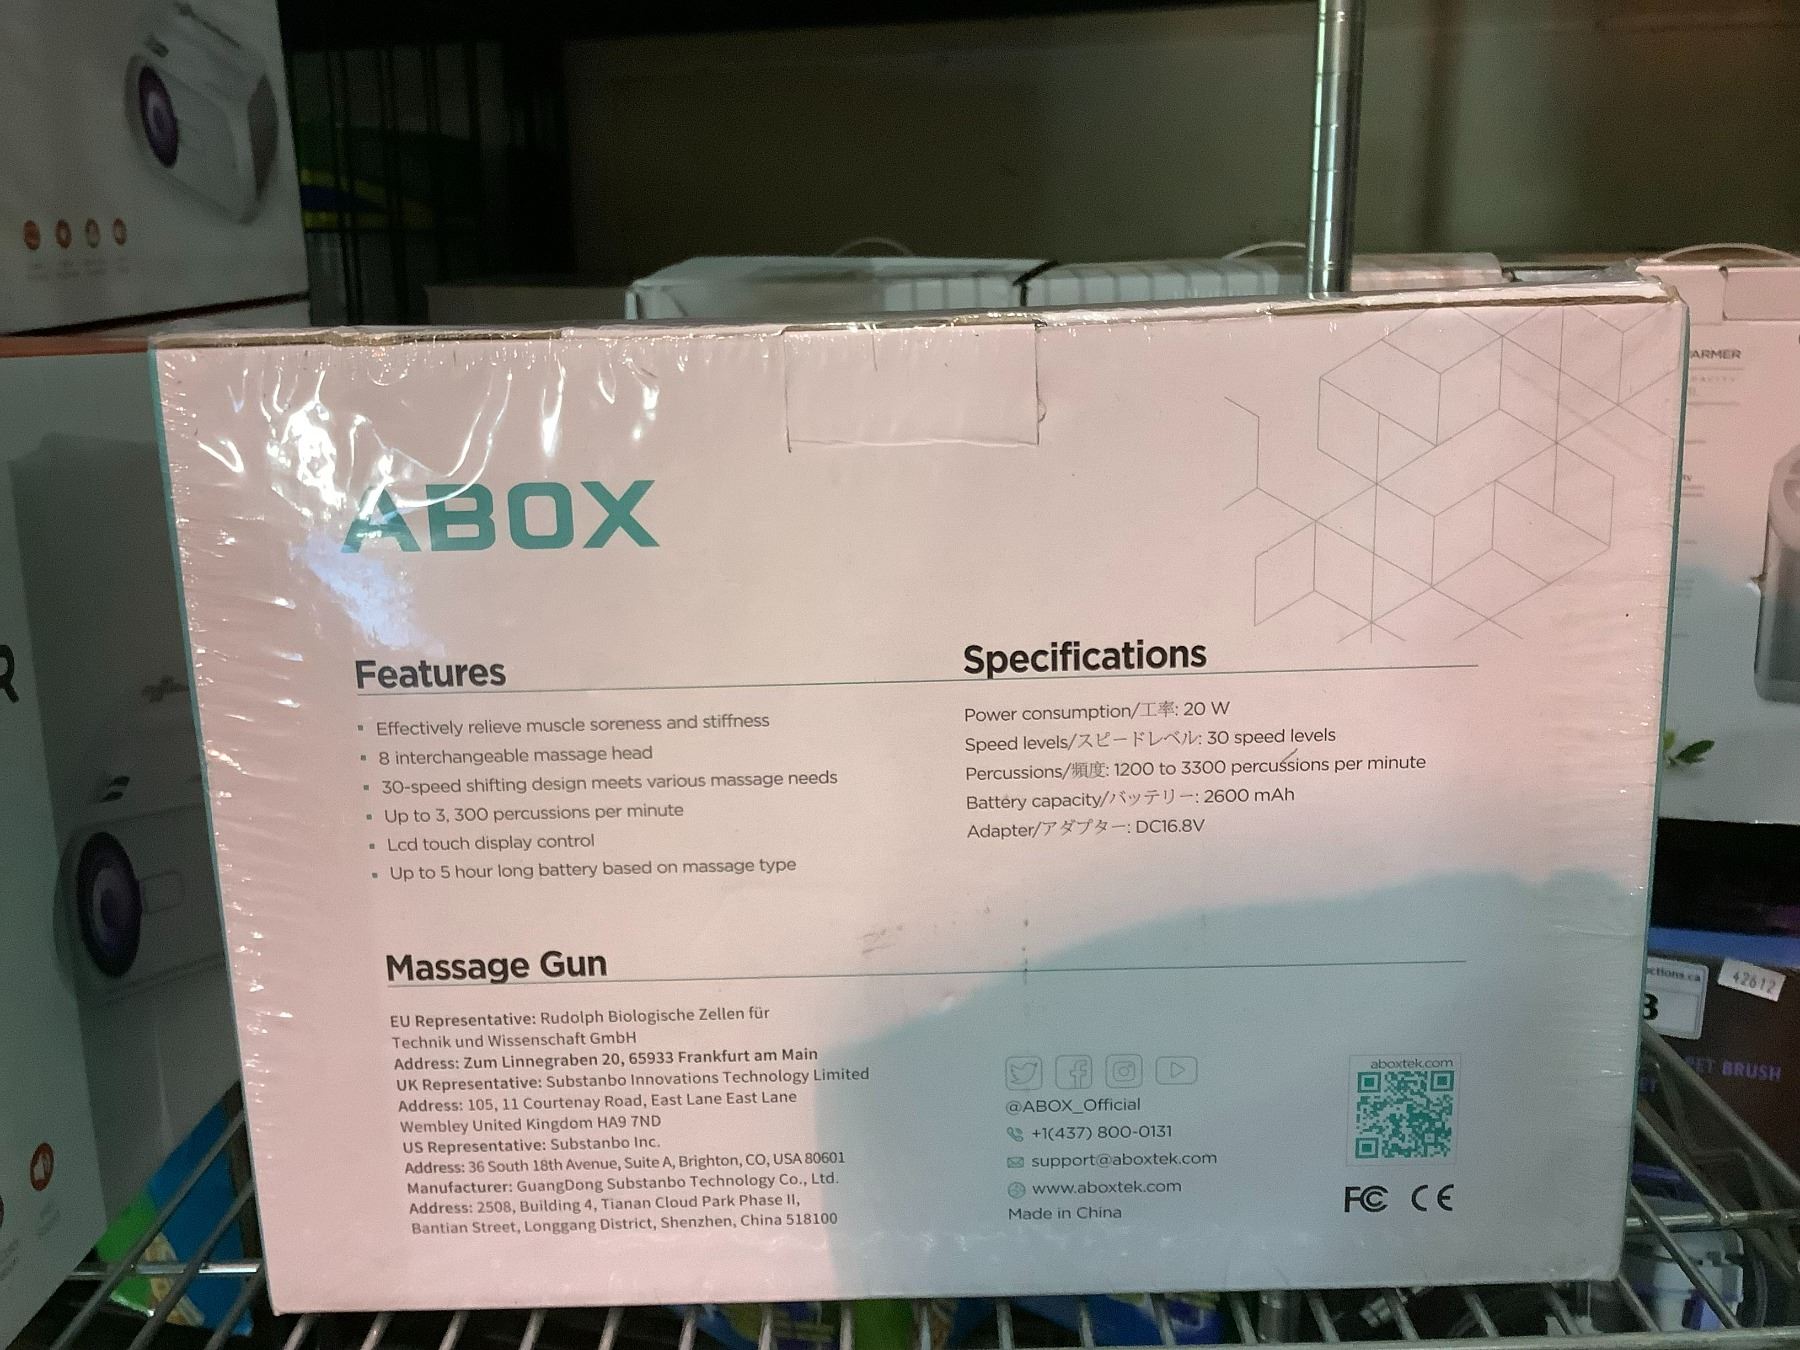 ABOX
Features
Effectively relieve muscle soreness and stiffness
8 interchangeable massage head
30-speed shifting design meets various massage needs
Up to 3, 300 percussions per minute
Lcd touch display control
Up to 5 hour long battery based on massage type
Specifications
Power consumption/工率: 20 W
Speed levels/スピードレベル: 30 speed levels
Percussions/頻度: 1200 to 3300 percussions per minute
Battery capacity/バッテリー: 2600 mAh
Adapter/アダプター: DC16.8V
Massage Gun
EU Representative: Rudolph Biologische Zellen für
Technik und Wissenschaft GmbH
Address: Zum Linnegraben 20, 65933 Frankfurt am Main
UK Representative: Substanbo Innovations Technology Limited
Address: 105, 11 Courtenay Road, East Lane East Lane
Wembley United Kingdom HA9 7ND
US Representative: Substanbo Inc.
Address: 36 South 18th Avenue, Suite A, Brighton, CO, USA 80601
Manufacturer: GuangDong Substanbo Technology Co., Ltd.
Address: 2508, Building 4, Tianan Cloud Park Phase II,
Bantian Street, Longgang District, Shenzhen, China 518100
@ABOX_Official
+1(437) 800-0131
support@aboxtek.com
www.aboxtek.com
Made in China
aboxtek.com
FC CE
ARMER
ctions.ca
42612
3
ET BRUSH
R